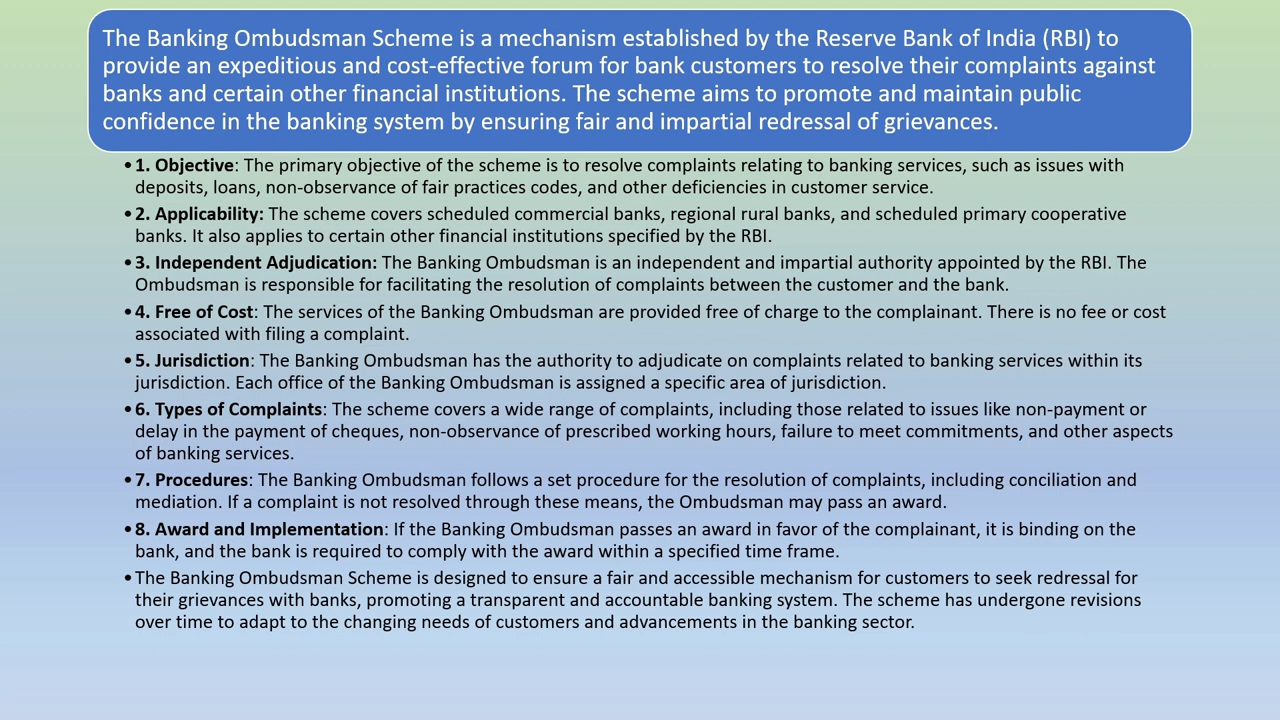 The Banking Ombudsman Scheme is a mechanism established by the Reserve Bank of India (RBI) to
provide an expeditious and cost-effective forum for bank customers to resolve their complaints against
banks and certain other financial institutions. The scheme aims to promote and maintain public
confidence in the banking system by ensuring fair and impartial redressal of grievances.
• 1. Objective: The primary objective of the scheme is to resolve complaints relating to banking services, such as issues with
deposits, loans, non-observance of fair practices codes, and other deficiencies in customer service.
• 2. Applicability: The scheme covers scheduled commercial banks, regional rural banks, and scheduled primary cooperative
banks. It also applies to certain other financial institutions specified by the RBI.
• 3. Independent Adjudication: The Banking Ombudsman is an independent and impartial authority appointed by the RBI. The
Ombudsman is responsible for facilitating the resolution of complaints between the customer and the bank.
• 4. Free of Cost: The services of the Banking Ombudsman are provided free of charge to the complainant. There is no fee or cost
associated with filing a complaint.
• 5. Jurisdiction: The Banking Ombudsman has the authority to adjudicate on complaints related to banking services within its
jurisdiction. Each office of the Banking Ombudsman is assigned a specific area of jurisdiction.
• 6. Types of Complaints: The scheme covers a wide range of complaints, including those related to issues like non-payment or
delay in the payment of cheques, non-observance of prescribed working hours, failure to meet commitments, and other aspects
of banking services.
• 7. Procedures: The Banking Ombudsman follows a set procedure for the resolution of complaints, including conciliation and
mediation. If a complaint is not resolved through these means, the Ombudsman may pass an award.
• 8. Award and Implementation: If the Banking Ombudsman passes an award in favor of the complainant, it is binding on the
bank, and the bank is required to comply with the award within a specified time frame.
• The Banking Ombudsman Scheme is designed to ensure a fair and accessible mechanism for customers to seek redressal for
their grievances with banks, promoting a transparent and accountable banking system. The scheme has undergone revisions
over time to adapt to the changing needs of customers and advancements in the banking sector.